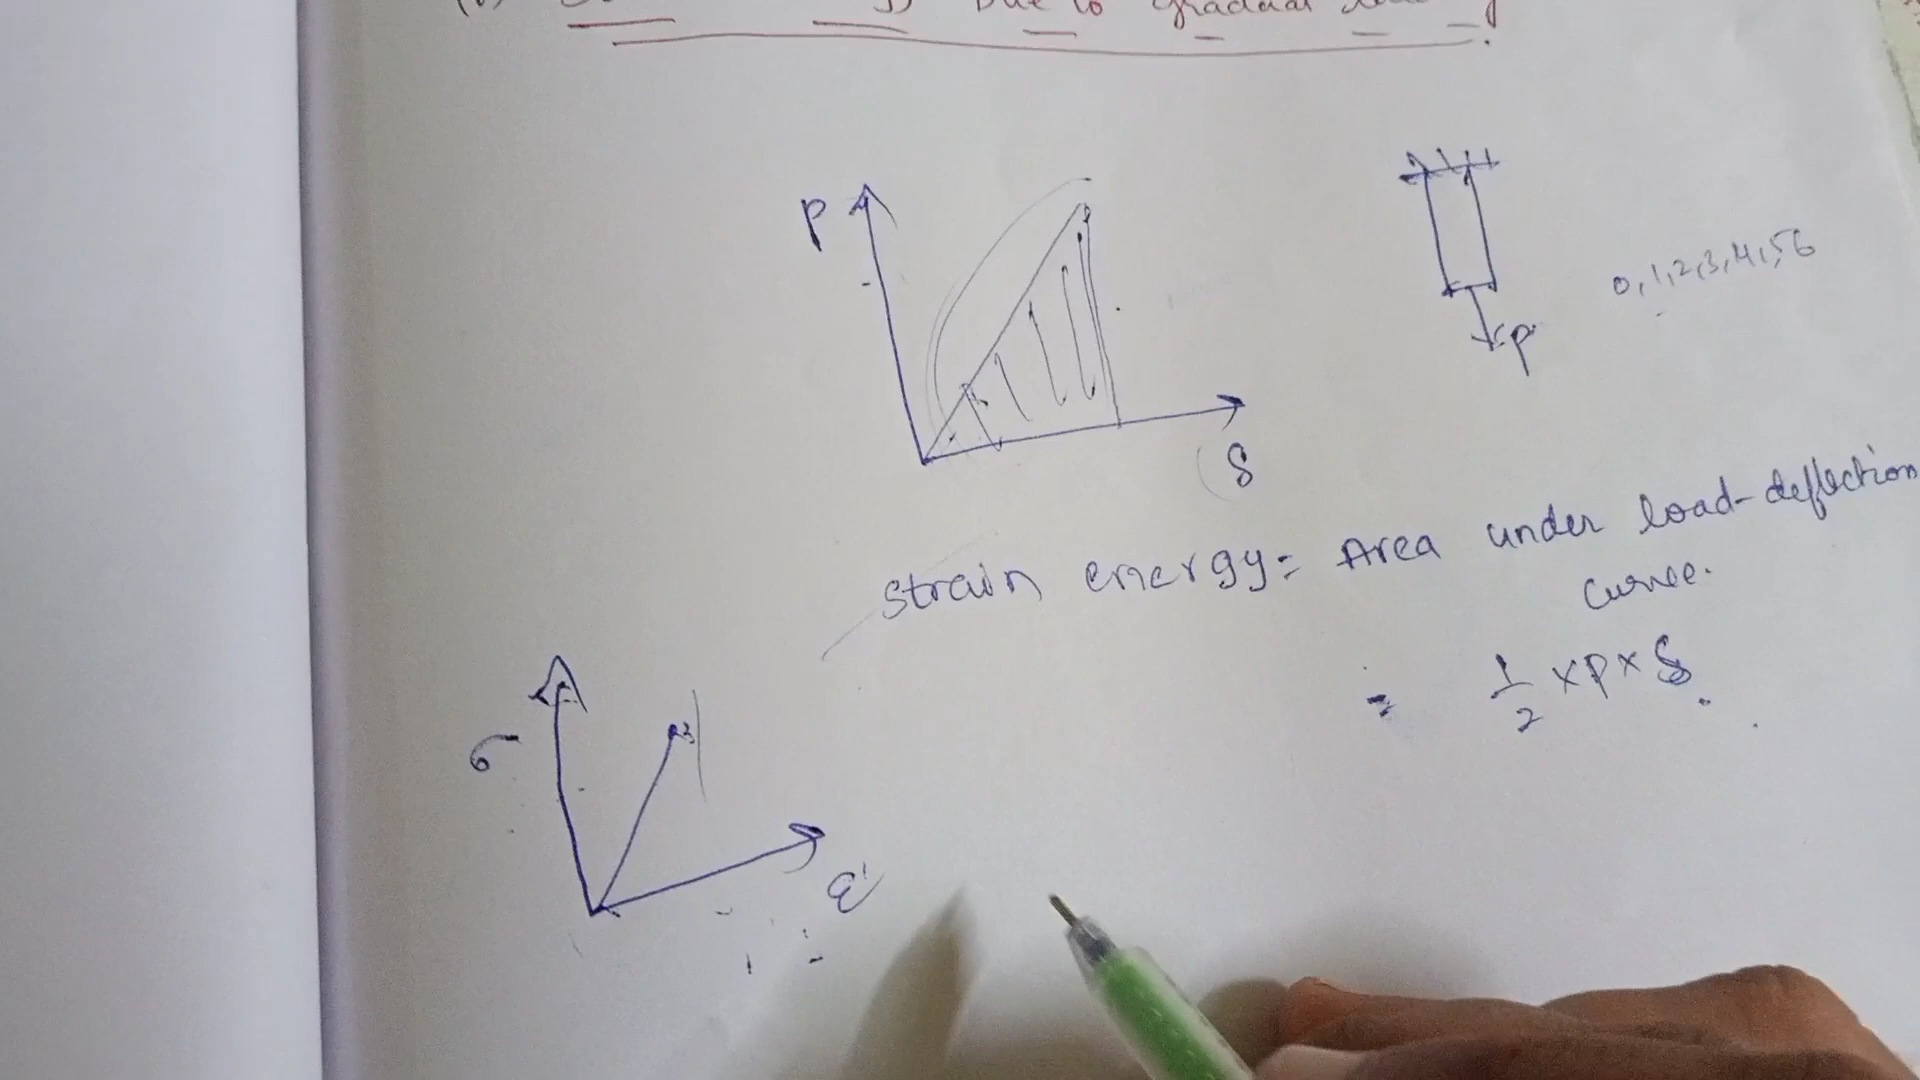 Due to gradual
P
0,1,2,3,4,5,6
P
δ
Strain energy = Area under load-deflection
curve.
= 1/2 × P × δ.
σ
ε